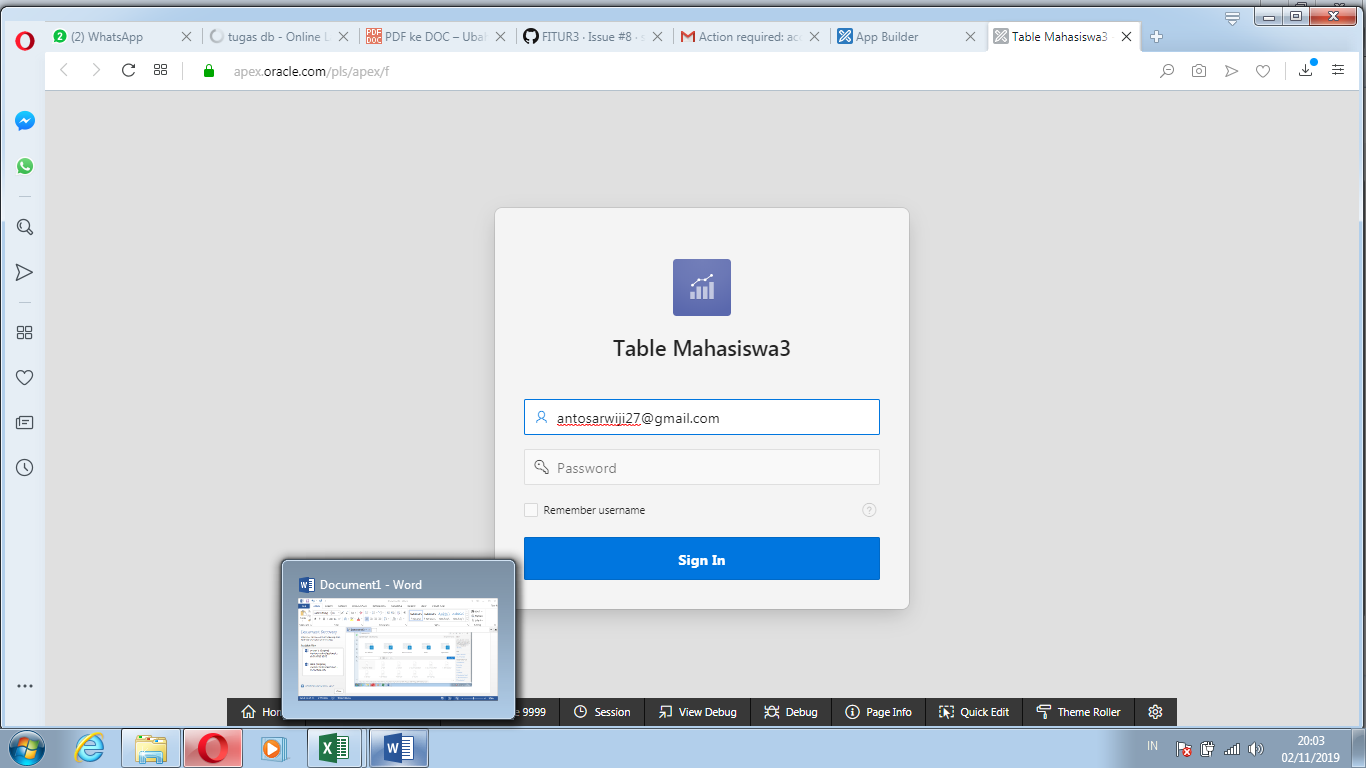 (2) WhatsApp
tugas db - Online L
PDF ke DOC – Ubah
FITUR3 · Issue #8 · s
Action required: acc
App Builder
Table Mahasiswa3
apex.oracle.com/pls/apex/f
Table Mahasiswa3
antosarwiji27@gmail.com
Password
Remember username
?
Sign In
Document1 - Word
Hom
e 9999
Session
View Debug
Debug
Page Info
Quick Edit
Theme Roller
IN
20:03
02/11/2019